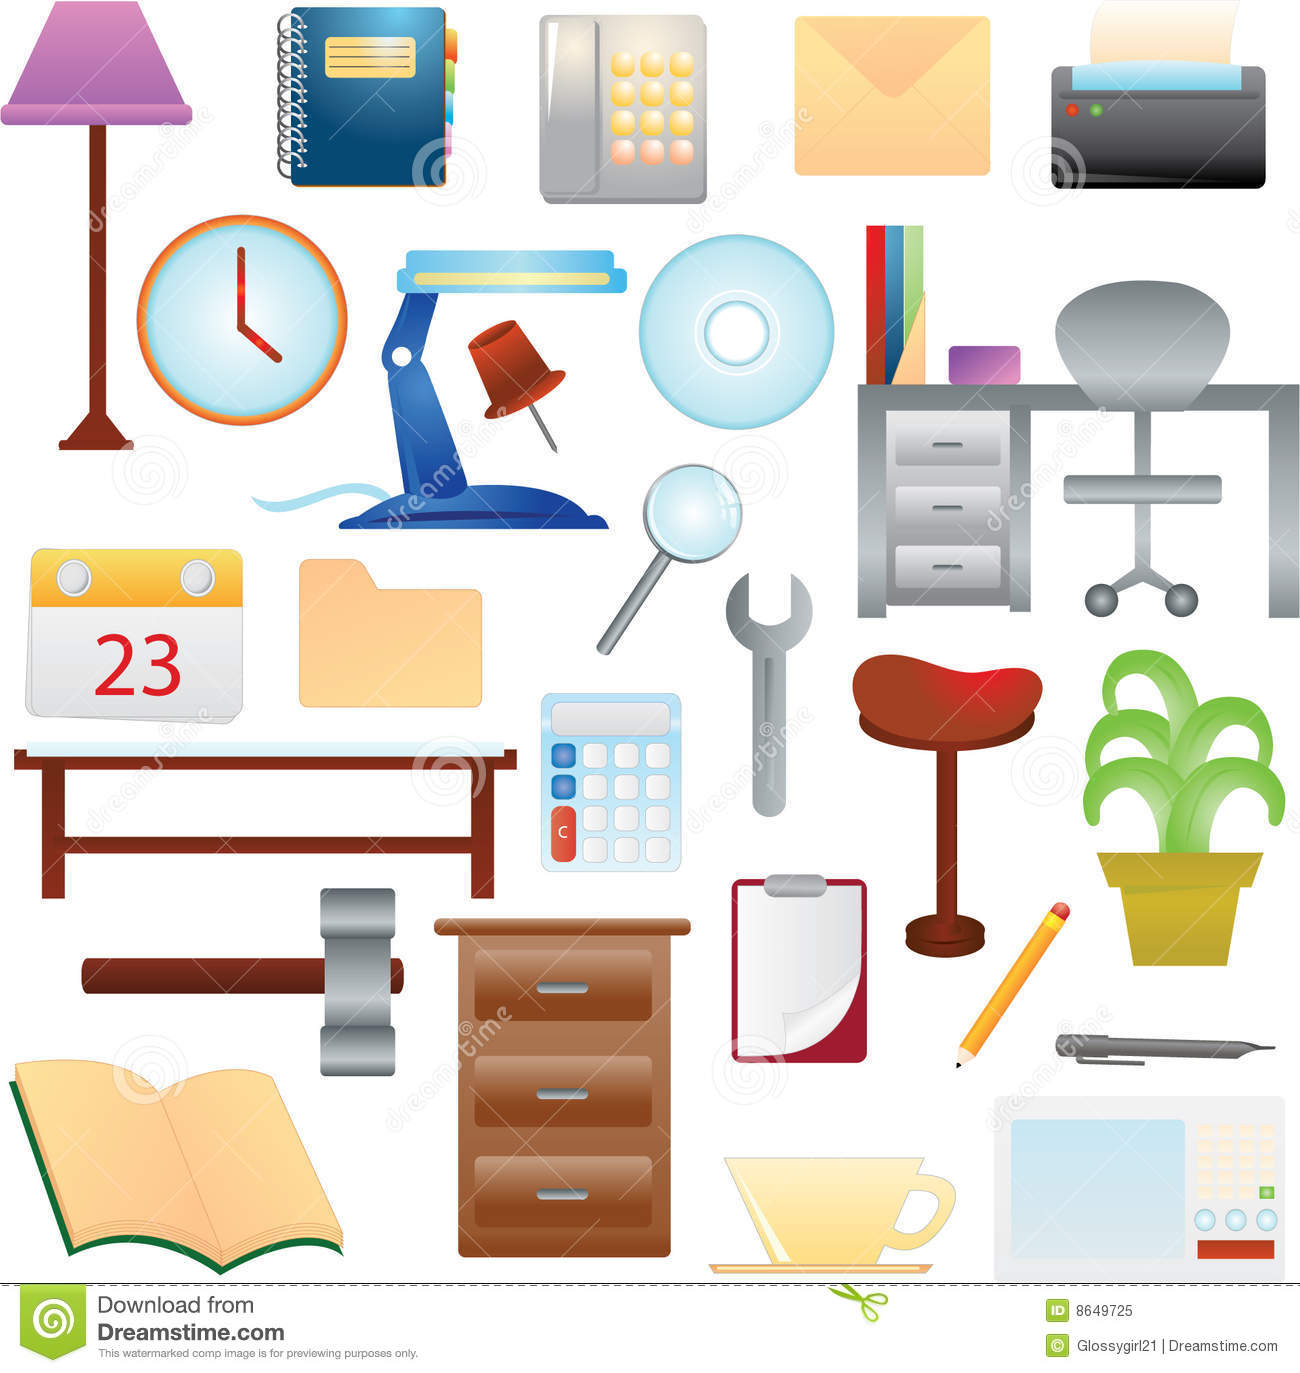 23
C
Download from
Dreamstime.com
This watermarked comp image is for previewing purposes only.
ID 8649725
© Glossygirl21 | Dreamstime.com